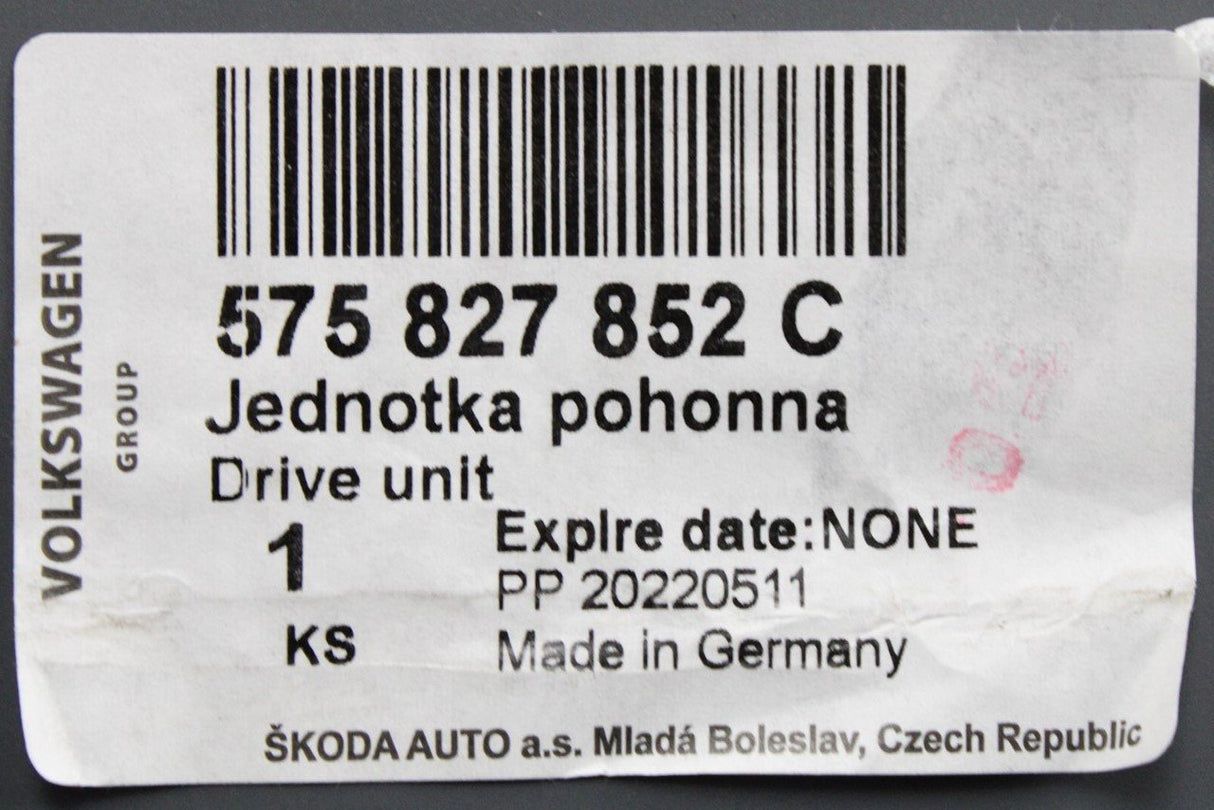 VOLKSWAGEN
GROUP
575 827 852 C
Jednotka pohonna
Drive unit
1
KS
Expire date:NONE
PP 20220511
Made in Germany
ŠKODA AUTO a.s. Mladá Boleslav, Czech Republic